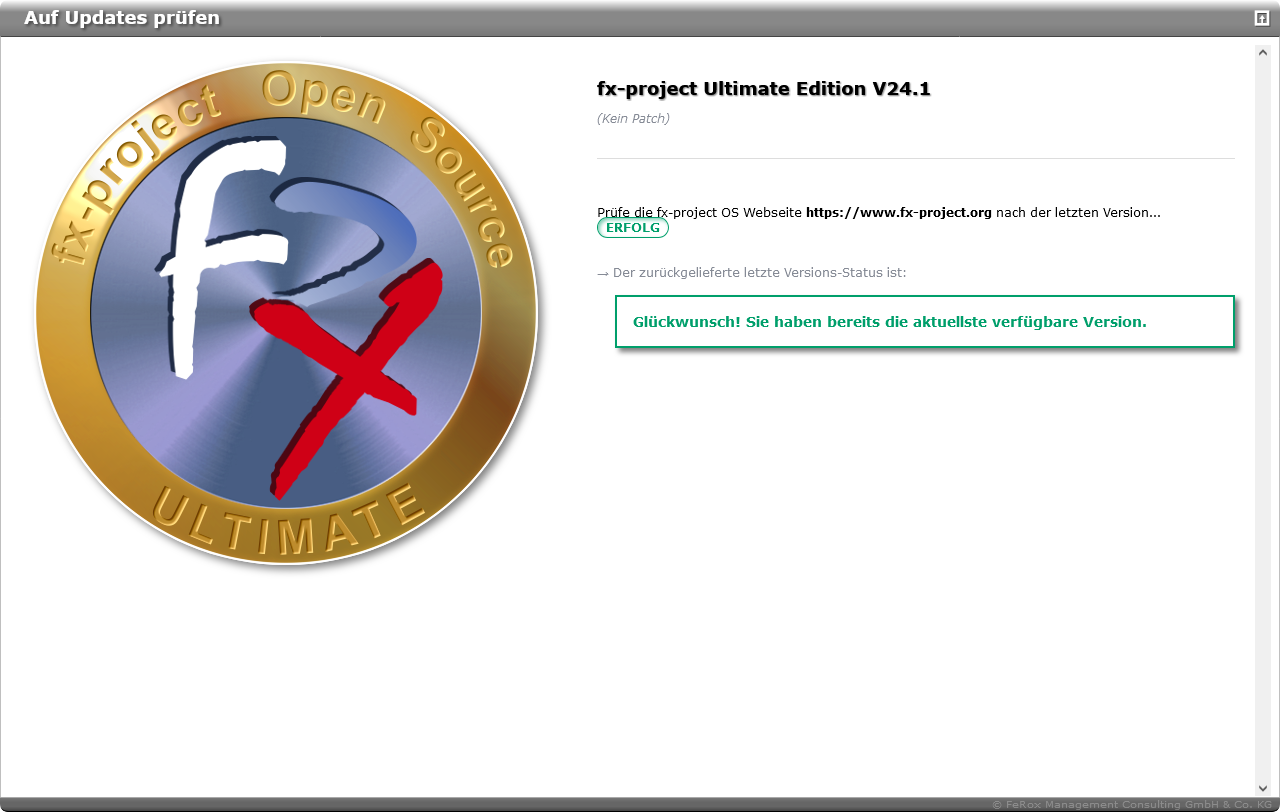 Auf Updates prüfen
fx-project Open Source
ULTIMATE
fx-project Ultimate Edition V24.1
(Kein Patch)
Prüfe die fx-project OS Webseite https://www.fx-project.org nach der letzten Version...
ERFOLG
→ Der zurückgelieferte letzte Versions-Status ist:
Glückwunsch! Sie haben bereits die aktuellste verfügbare Version.
© FeRox Management Consulting GmbH & Co. KG